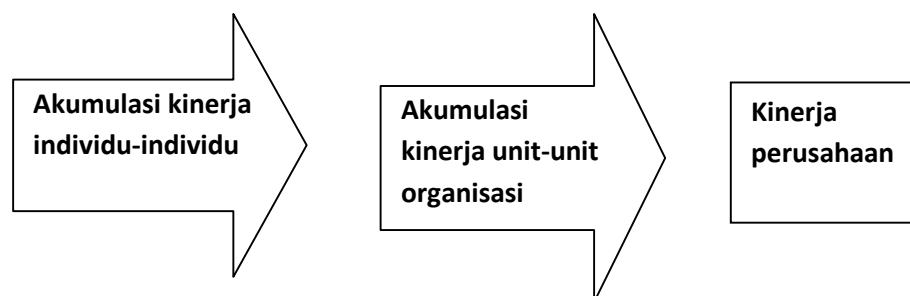 Akumulasi kinerja
individu-individu
Akumulasi
kinerja unit-unit
organisasi
Kinerja
perusahaan